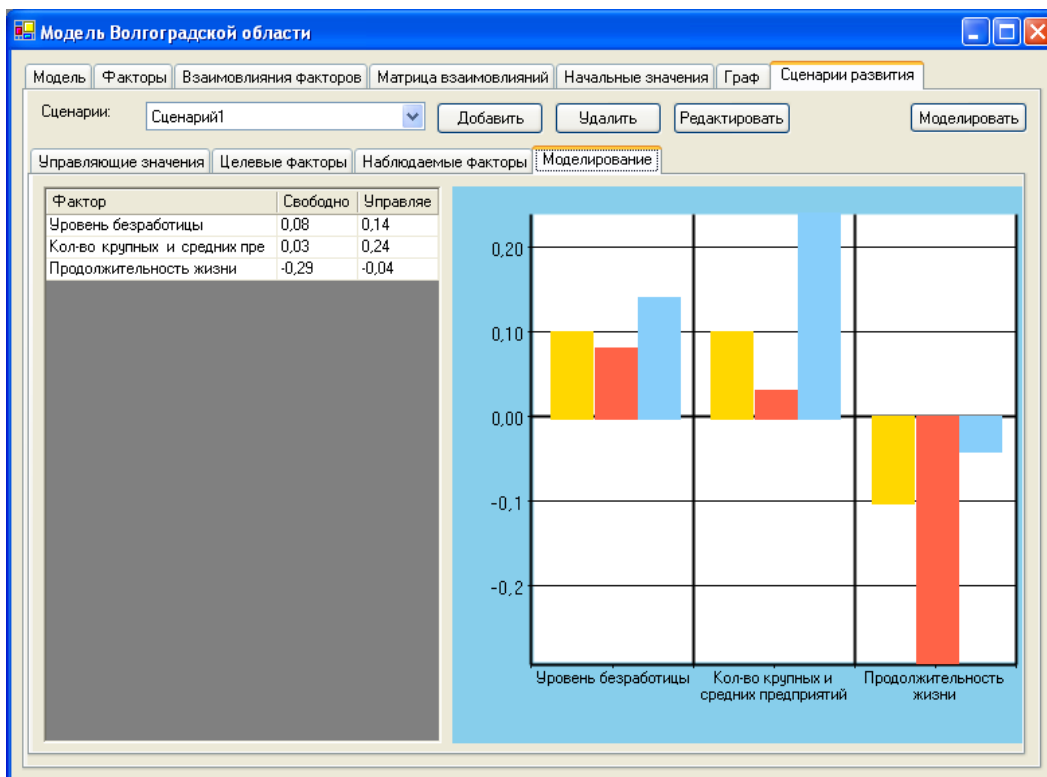 Модель Волгоградской области
Модель Факторы Взаимовлияния факторов Матрица взаимовлияний Начальные значения Граф Сценарии развития
Сценарии: Сценарий1 Добавить Удалить Редактировать Моделировать
Управляющие значения Целевые факторы Наблюдаемые факторы Моделирование
Фактор Свободно Управляе
Уровень безработицы 0,08 0,14
Кол-во крупных и средних пре 0,03 0,24
Продолжительность жизни -0,29 -0,04
0,20
0,10
0,00
-0,1
-0,2
Уровень безработицы
Кол-во крупных и
средних предприятий
Продолжительность
жизни